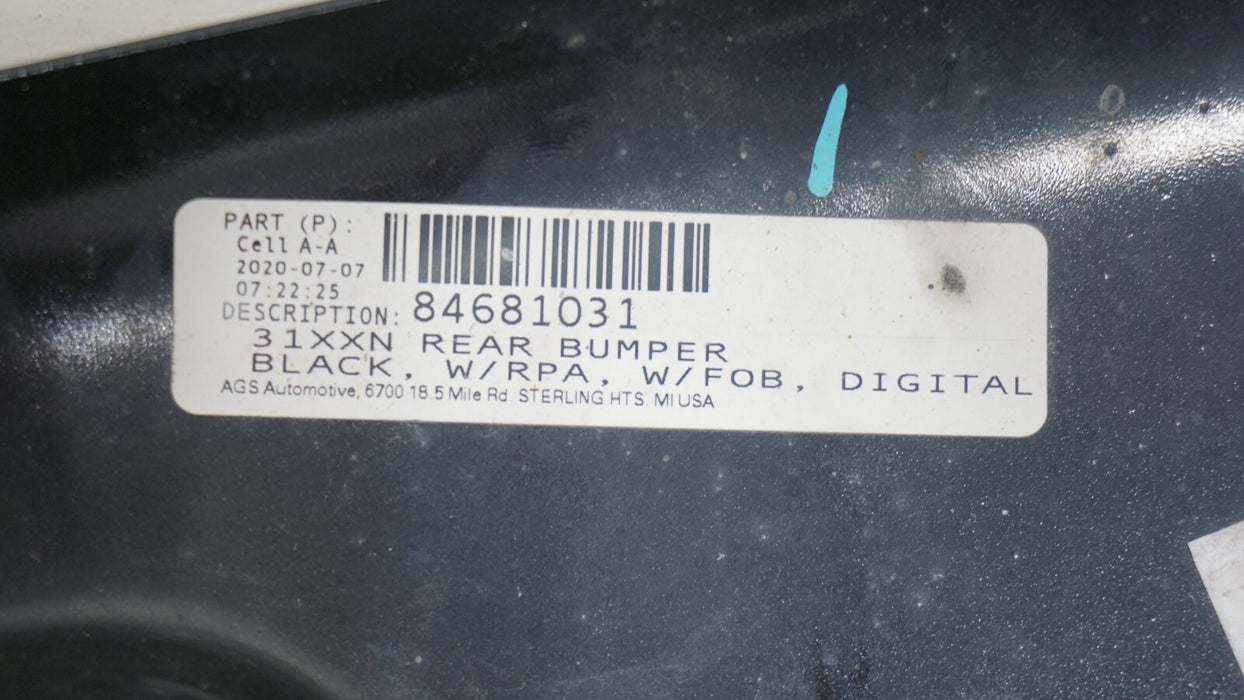 PART (P):
Cell A-A
2020-07-07
07:22:25
DESCRIPTION: 84681031
31XXN REAR BUMPER
BLACK, W/RPA, W/FOB, DIGITAL
AGS Automotive, 6700 18.5 Mile Rd. STERLING HTS. MI USA